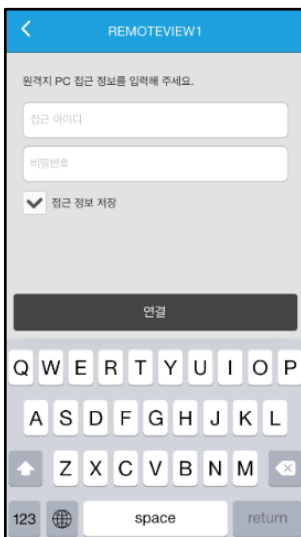 REMOTEVIEW1
원격지 PC 접근 정보를 입력해 주세요.
접근 아이디
비밀번호
접근 정보 저장
연결
Q W E R T Y U I O P
A S D F G H J K L
Z X C V B N M
123 space return